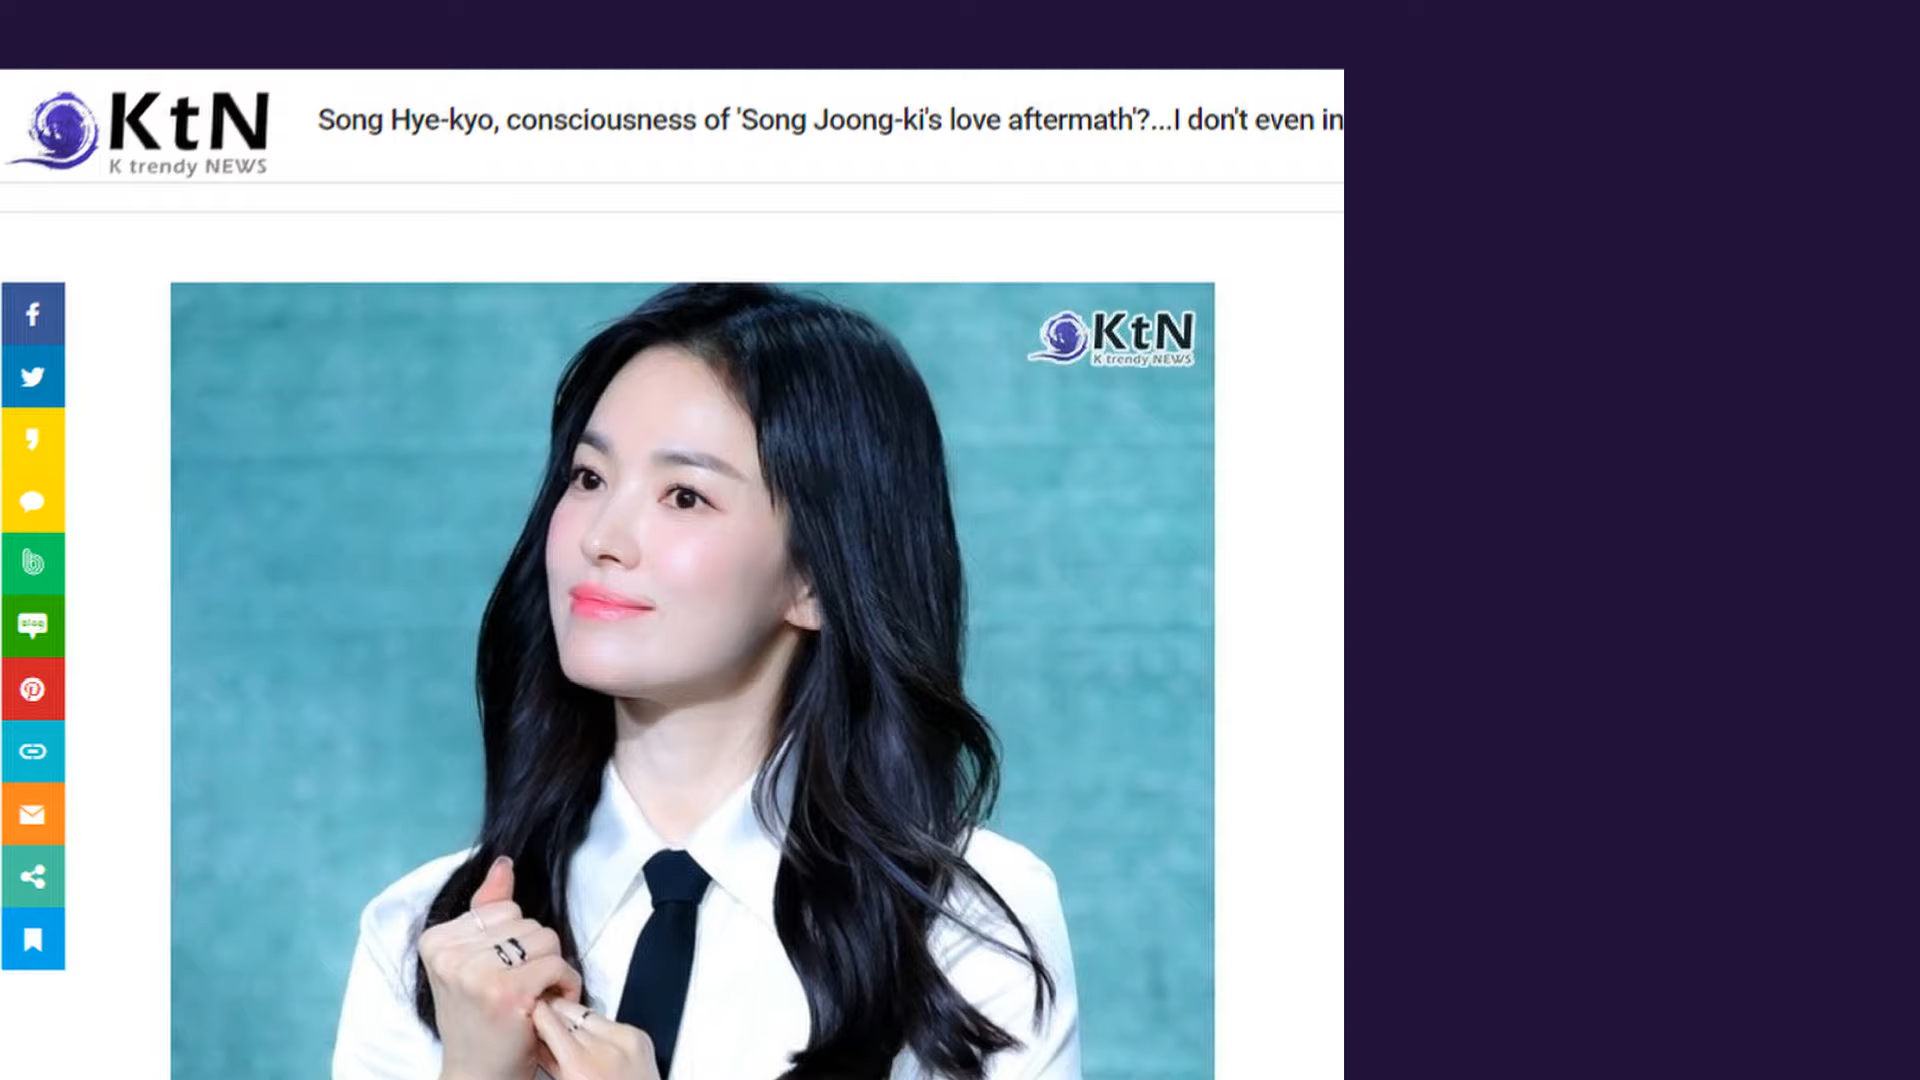 KtN
K trendy NEWS
Song Hye-kyo, consciousness of 'Song Joong-ki's love aftermath'?...I don't even in
KtN
K trendy NEWS
blog